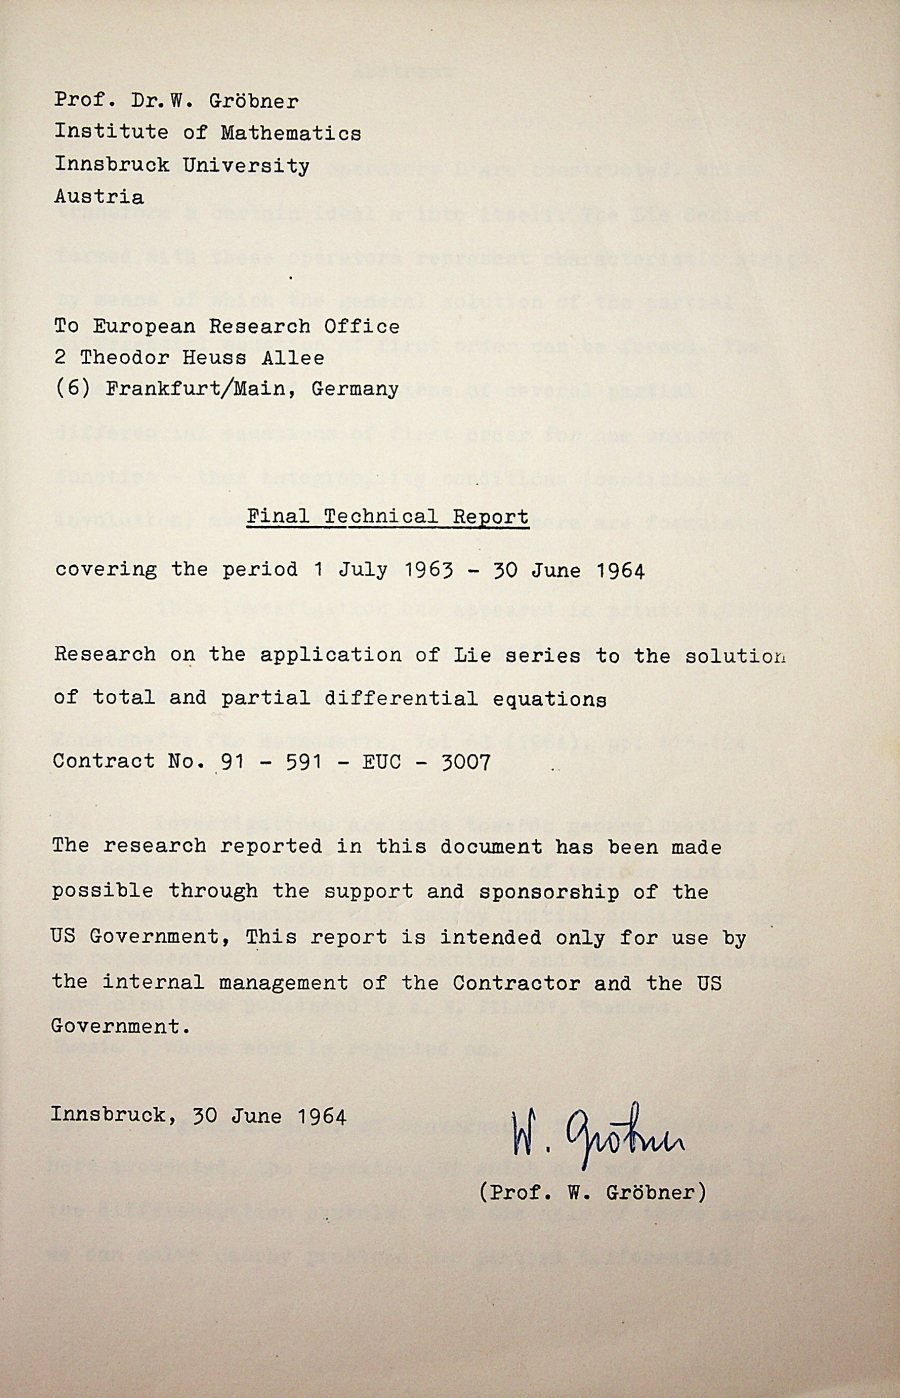 Prof. Dr. W. Gröbner
Institute of Mathematics
Innsbruck University
Austria
To European Research Office
2 Theodor Heuss Allee
(6) Frankfurt/Main, Germany
Final Technical Report
covering the period 1 July 1963 - 30 June 1964
Research on the application of Lie series to the solution
of total and partial differential equations
Contract No. 91 - 591 - EUC - 3007
The research reported in this document has been made
possible through the support and sponsorship of the
US Government, This report is intended only for use by
the internal management of the Contractor and the US
Government.
Innsbruck, 30 June 1964
W. Gröbner
(Prof. W. Gröbner)